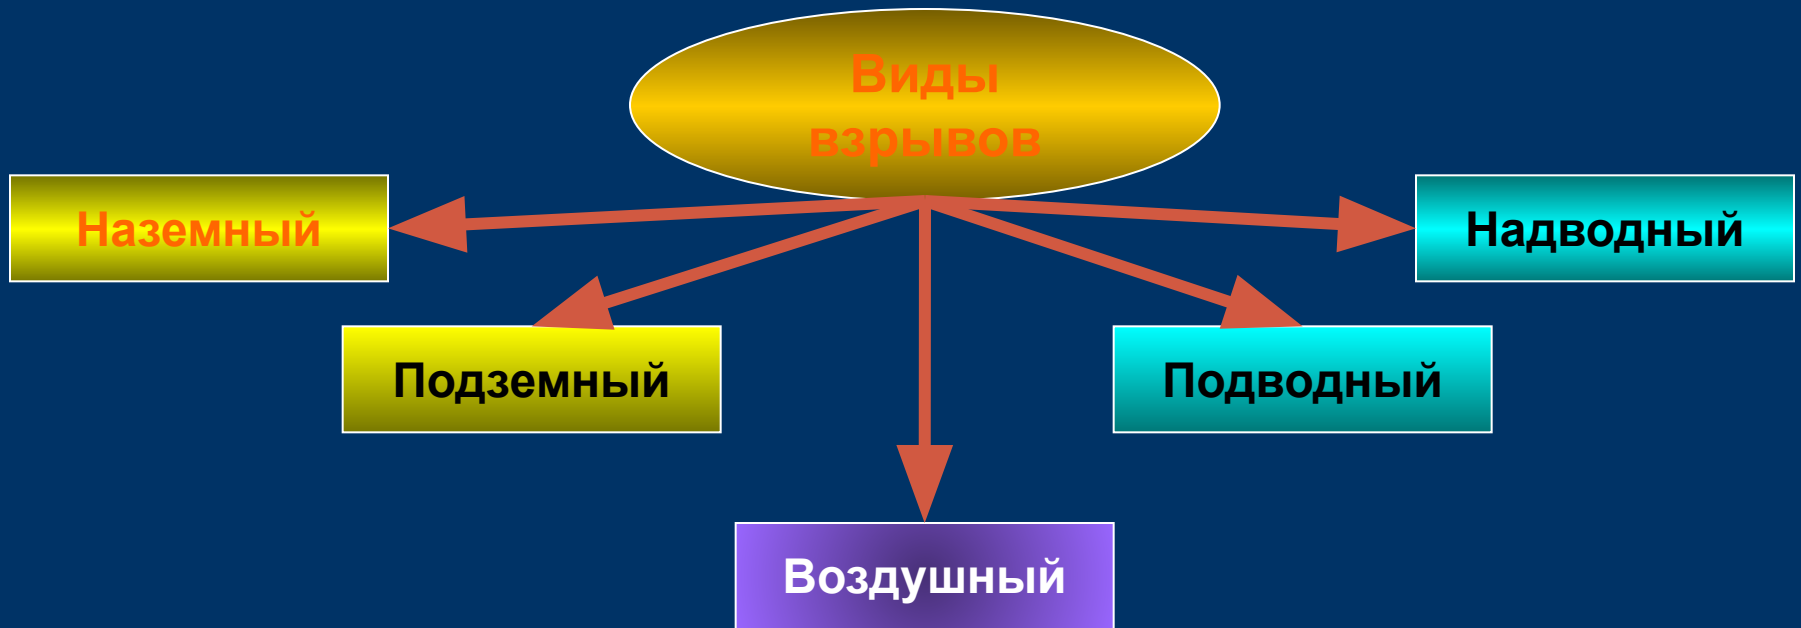 Виды
взрывов
Наземный
Надводный
Подземный
Подводный
Воздушный